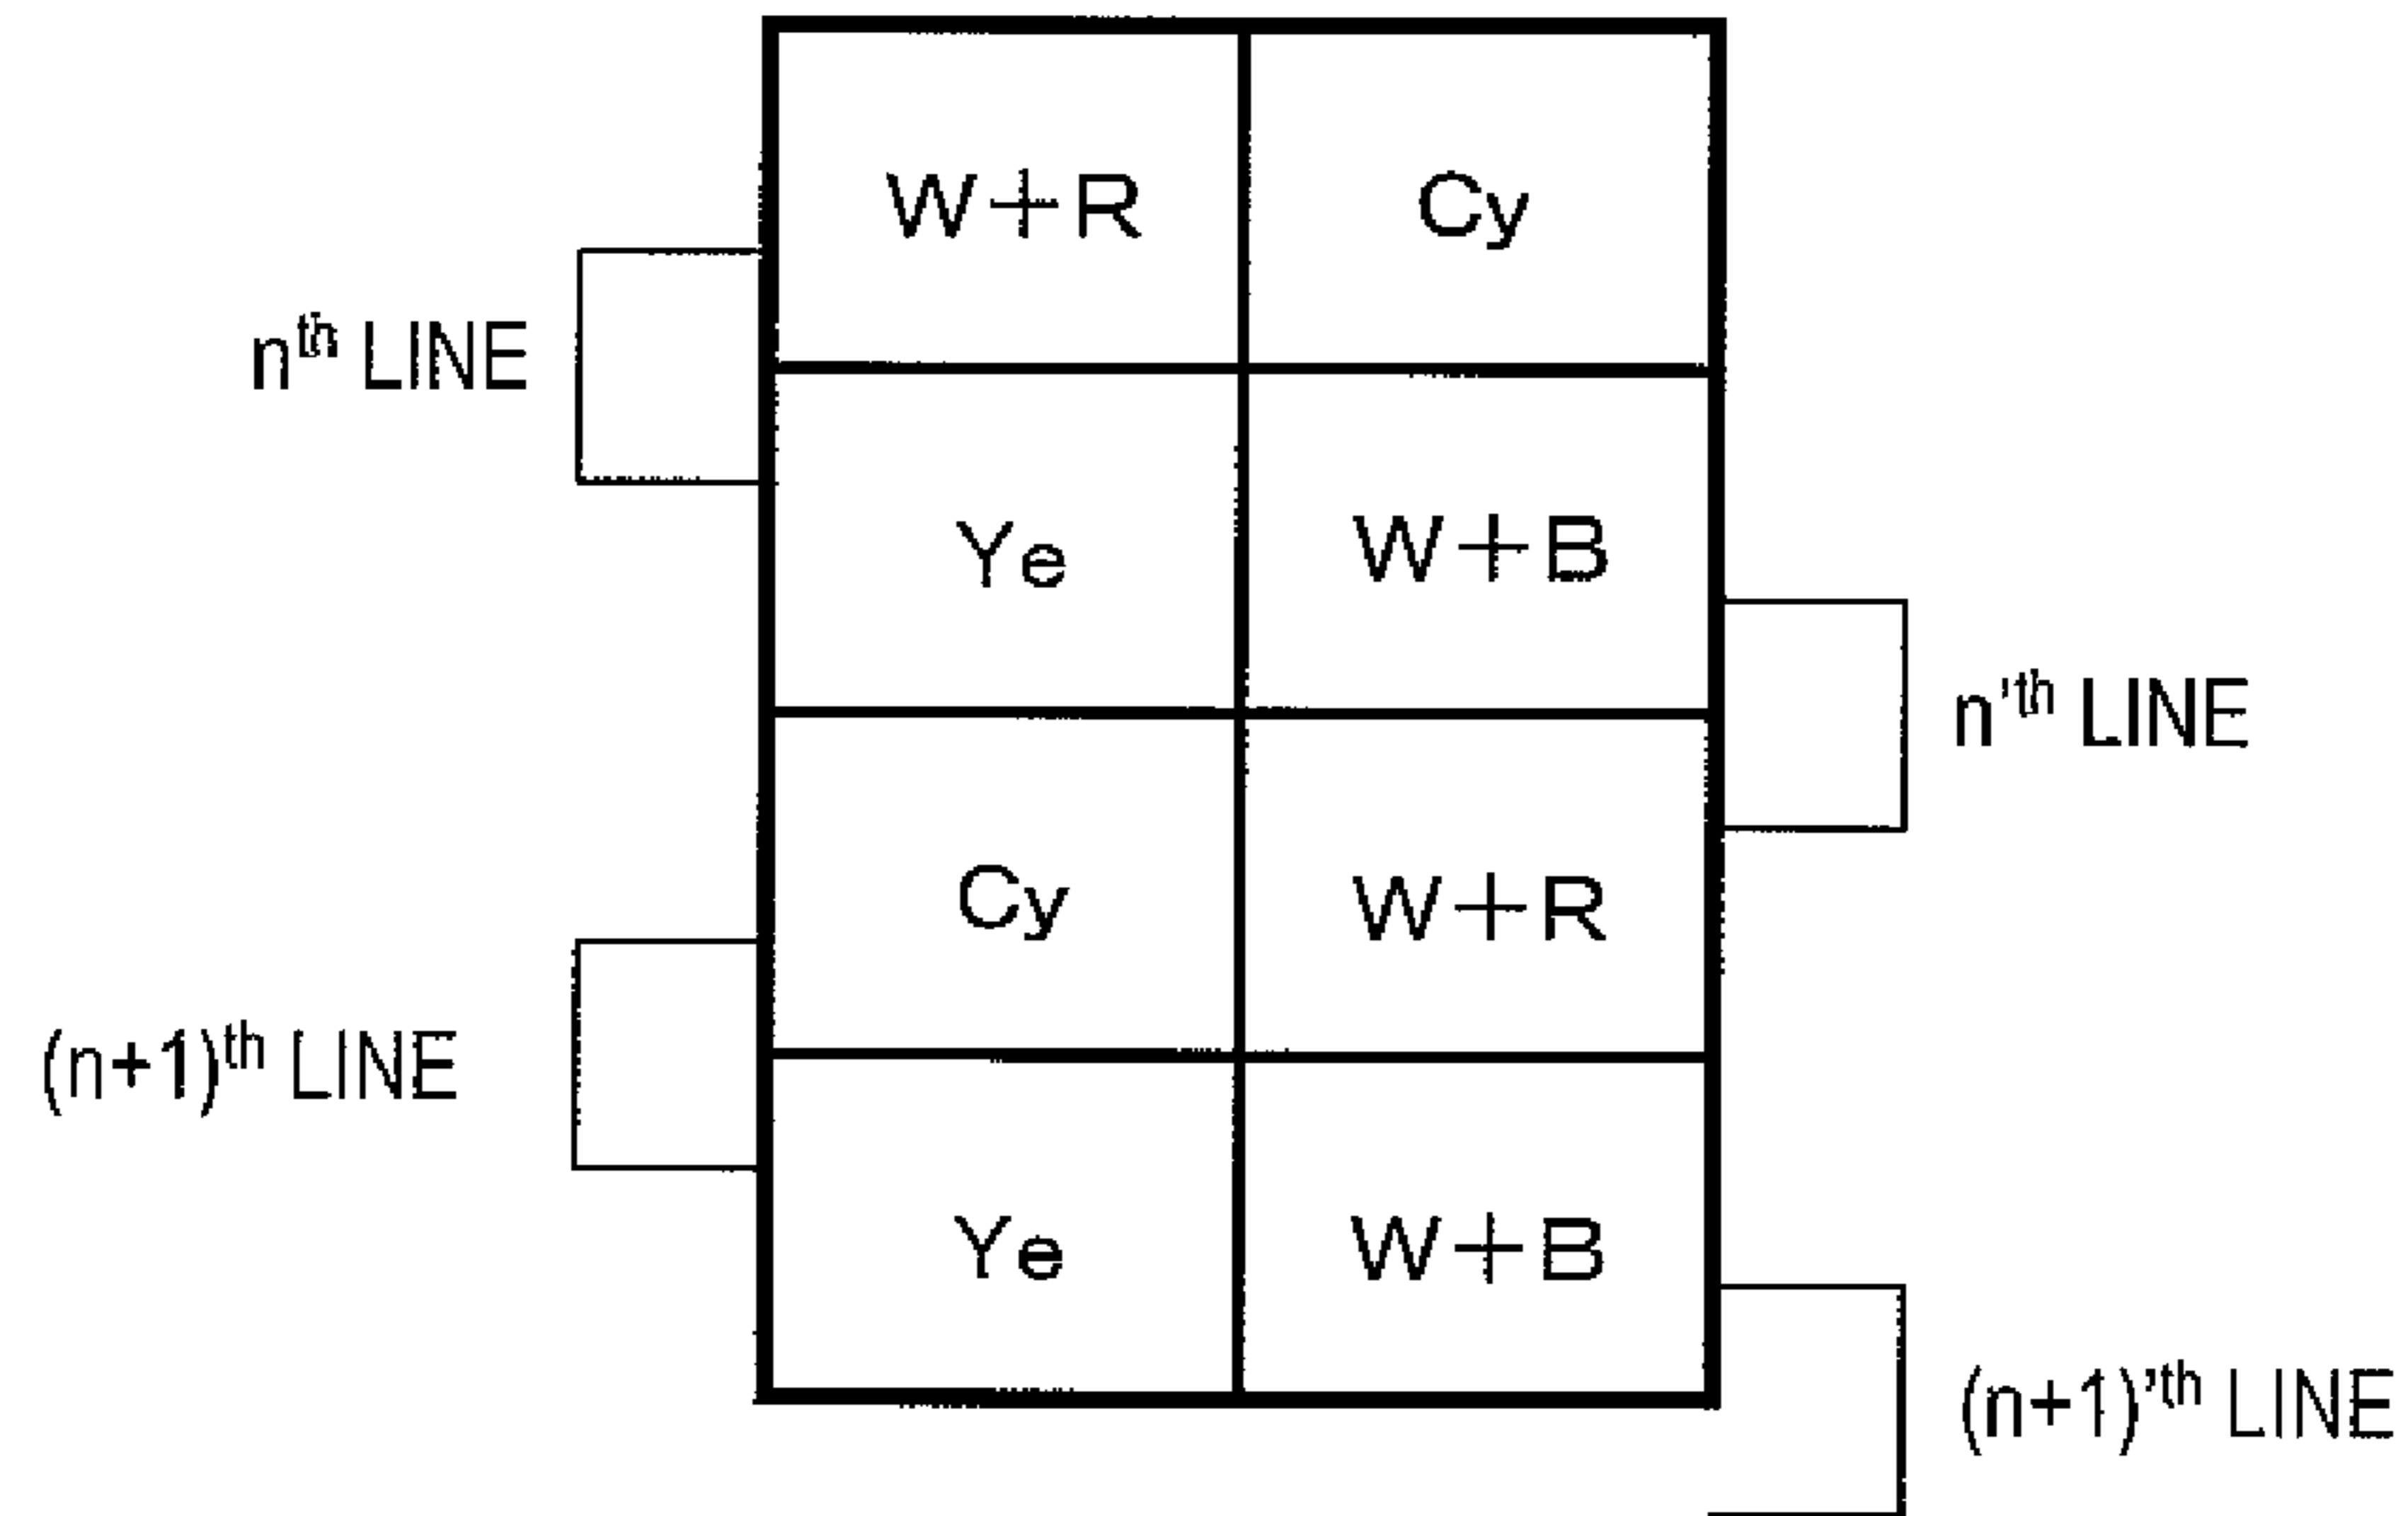 W+R Cy
nth LINE
Ye W+B
n'th LINE
Cy W+R
(n+1)th LINE
Ye W+B
(n+1)'th LINE